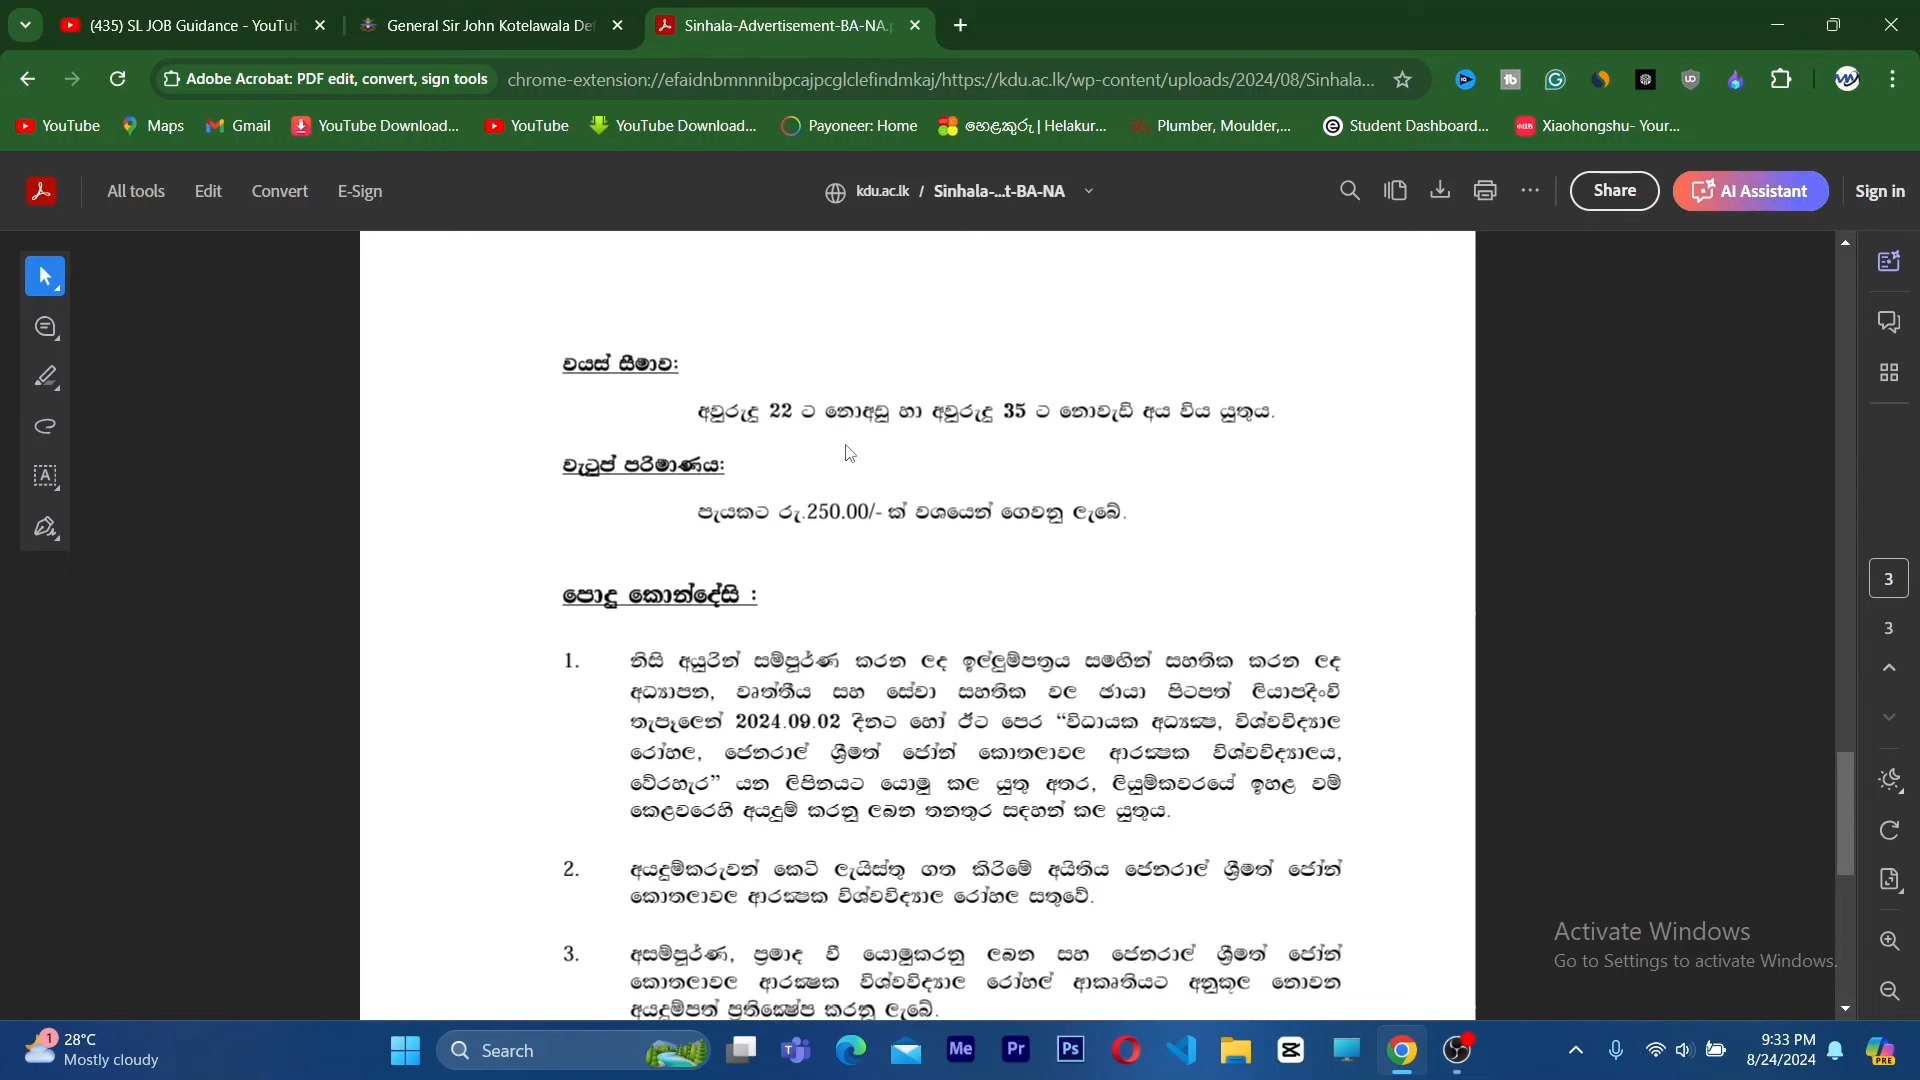 (435) SL JOB Guidance - YouTub
General Sir John Kotelawala De
Sinhala-Advertisement-BA-NA.
Adobe Acrobat: PDF edit, convert, sign tools
chrome-extension://efaidnbmnnnibpcajpcglclefindmkaj/https://kdu.ac.lk/wp-content/uploads/2024/08/Sinhala...
YouTube
Maps
Gmail
YouTube Download...
YouTube
YouTube Download...
Payoneer: Home
හෙළකුරු | Helakur...
Plumber, Moulder,...
Student Dashboard...
Xiaohongshu- Your...
All tools
Edit
Convert
E-Sign
kdu.ac.lk / Sinhala-...t-BA-NA
Share
AI Assistant
Sign in
වයස් සීමාව:
අවුරුදු 22 ට නොඅඩු හා අවුරුදු 35 ට නොවැඩි අය විය යුතුය.
වැටුප් පරිමාණය:
පැයකට රු.250.00/- ක් වශයෙන් ගෙවනු ලැබේ.
පොදු කොන්දේසි :
1. නිසි අයුරින් සම්පූර්ණ කරන ලද ඉල්ලුම්පත්‍රය සමඟින් සහතික කරන ලද
අධ්‍යාපන, වෘත්තීය සහ සේවා සහතික වල ඡායා පිටපත් ලියාපදිංචි
තැපෑලෙන් 2024.09.02 දිනට හෝ ඊට පෙර “විධායක අධ්‍යක්‍ෂ, විශ්වවිද්‍යාල
රෝහල, ජෙනරාල් ශ්‍රීමත් ජෝන් කොතලාවල ආරක්‍ෂක විශ්වවිද්‍යාලය,
වේරහැර” යන ලිපිනයට යොමු කල යුතු අතර, ලියුම්කවරයේ ඉහළ වම්
කෙළවරෙහි අයදුම් කරනු ලබන තනතුර සඳහන් කල යුතුය.
2. අයදුම්කරුවන් කෙටි ලැයිස්තු ගත කිරිමේ අයිතිය ජෙනරාල් ශ්‍රීමත් ජෝන්
කොතලාවල ආරක්‍ෂක විශ්වවිද්‍යාල රෝහල සතුවේ.
3. අසම්පූර්ණ, ප්‍රමාද වී යොමුකරනු ලබන සහ ජෙනරාල් ශ්‍රීමත් ජෝන්
කොතලාවල ආරක්‍ෂක විශ්වවිද්‍යාල රෝහල් ආකෘතියට අනුකූල නොවන
අයදුම්පත් ප්‍රතික්‍ෂේප කරනු ලැබේ.
3
3
Activate Windows
Go to Settings to activate Windows.
1
28°C
Mostly cloudy
Search
9:33 PM
8/24/2024